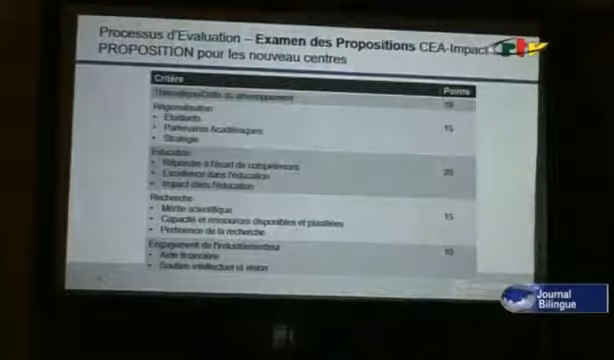 Processus d'Evaluation – Examen des Propositions CEA-Impact
PROPOSITION pour les nouveau centres
Critère Points
Thématique/Défis du développement
Régionalisation 15
• Etudiants
• Partenaires Académiques
• Stratégie
Education 20
• Répondre à l'écart de compétences
• Excellence dans l'éducation
• Impact dans l'éducation
Recherche 15
• Mérite scientifique
• Capacité et ressources disponibles et planifiées
• Pertinence de la recherche
Engagement de l'industrie/secteur 10
• Aide financière
• Soutien intellectuel et vision
crtv
Journal
Bilingue